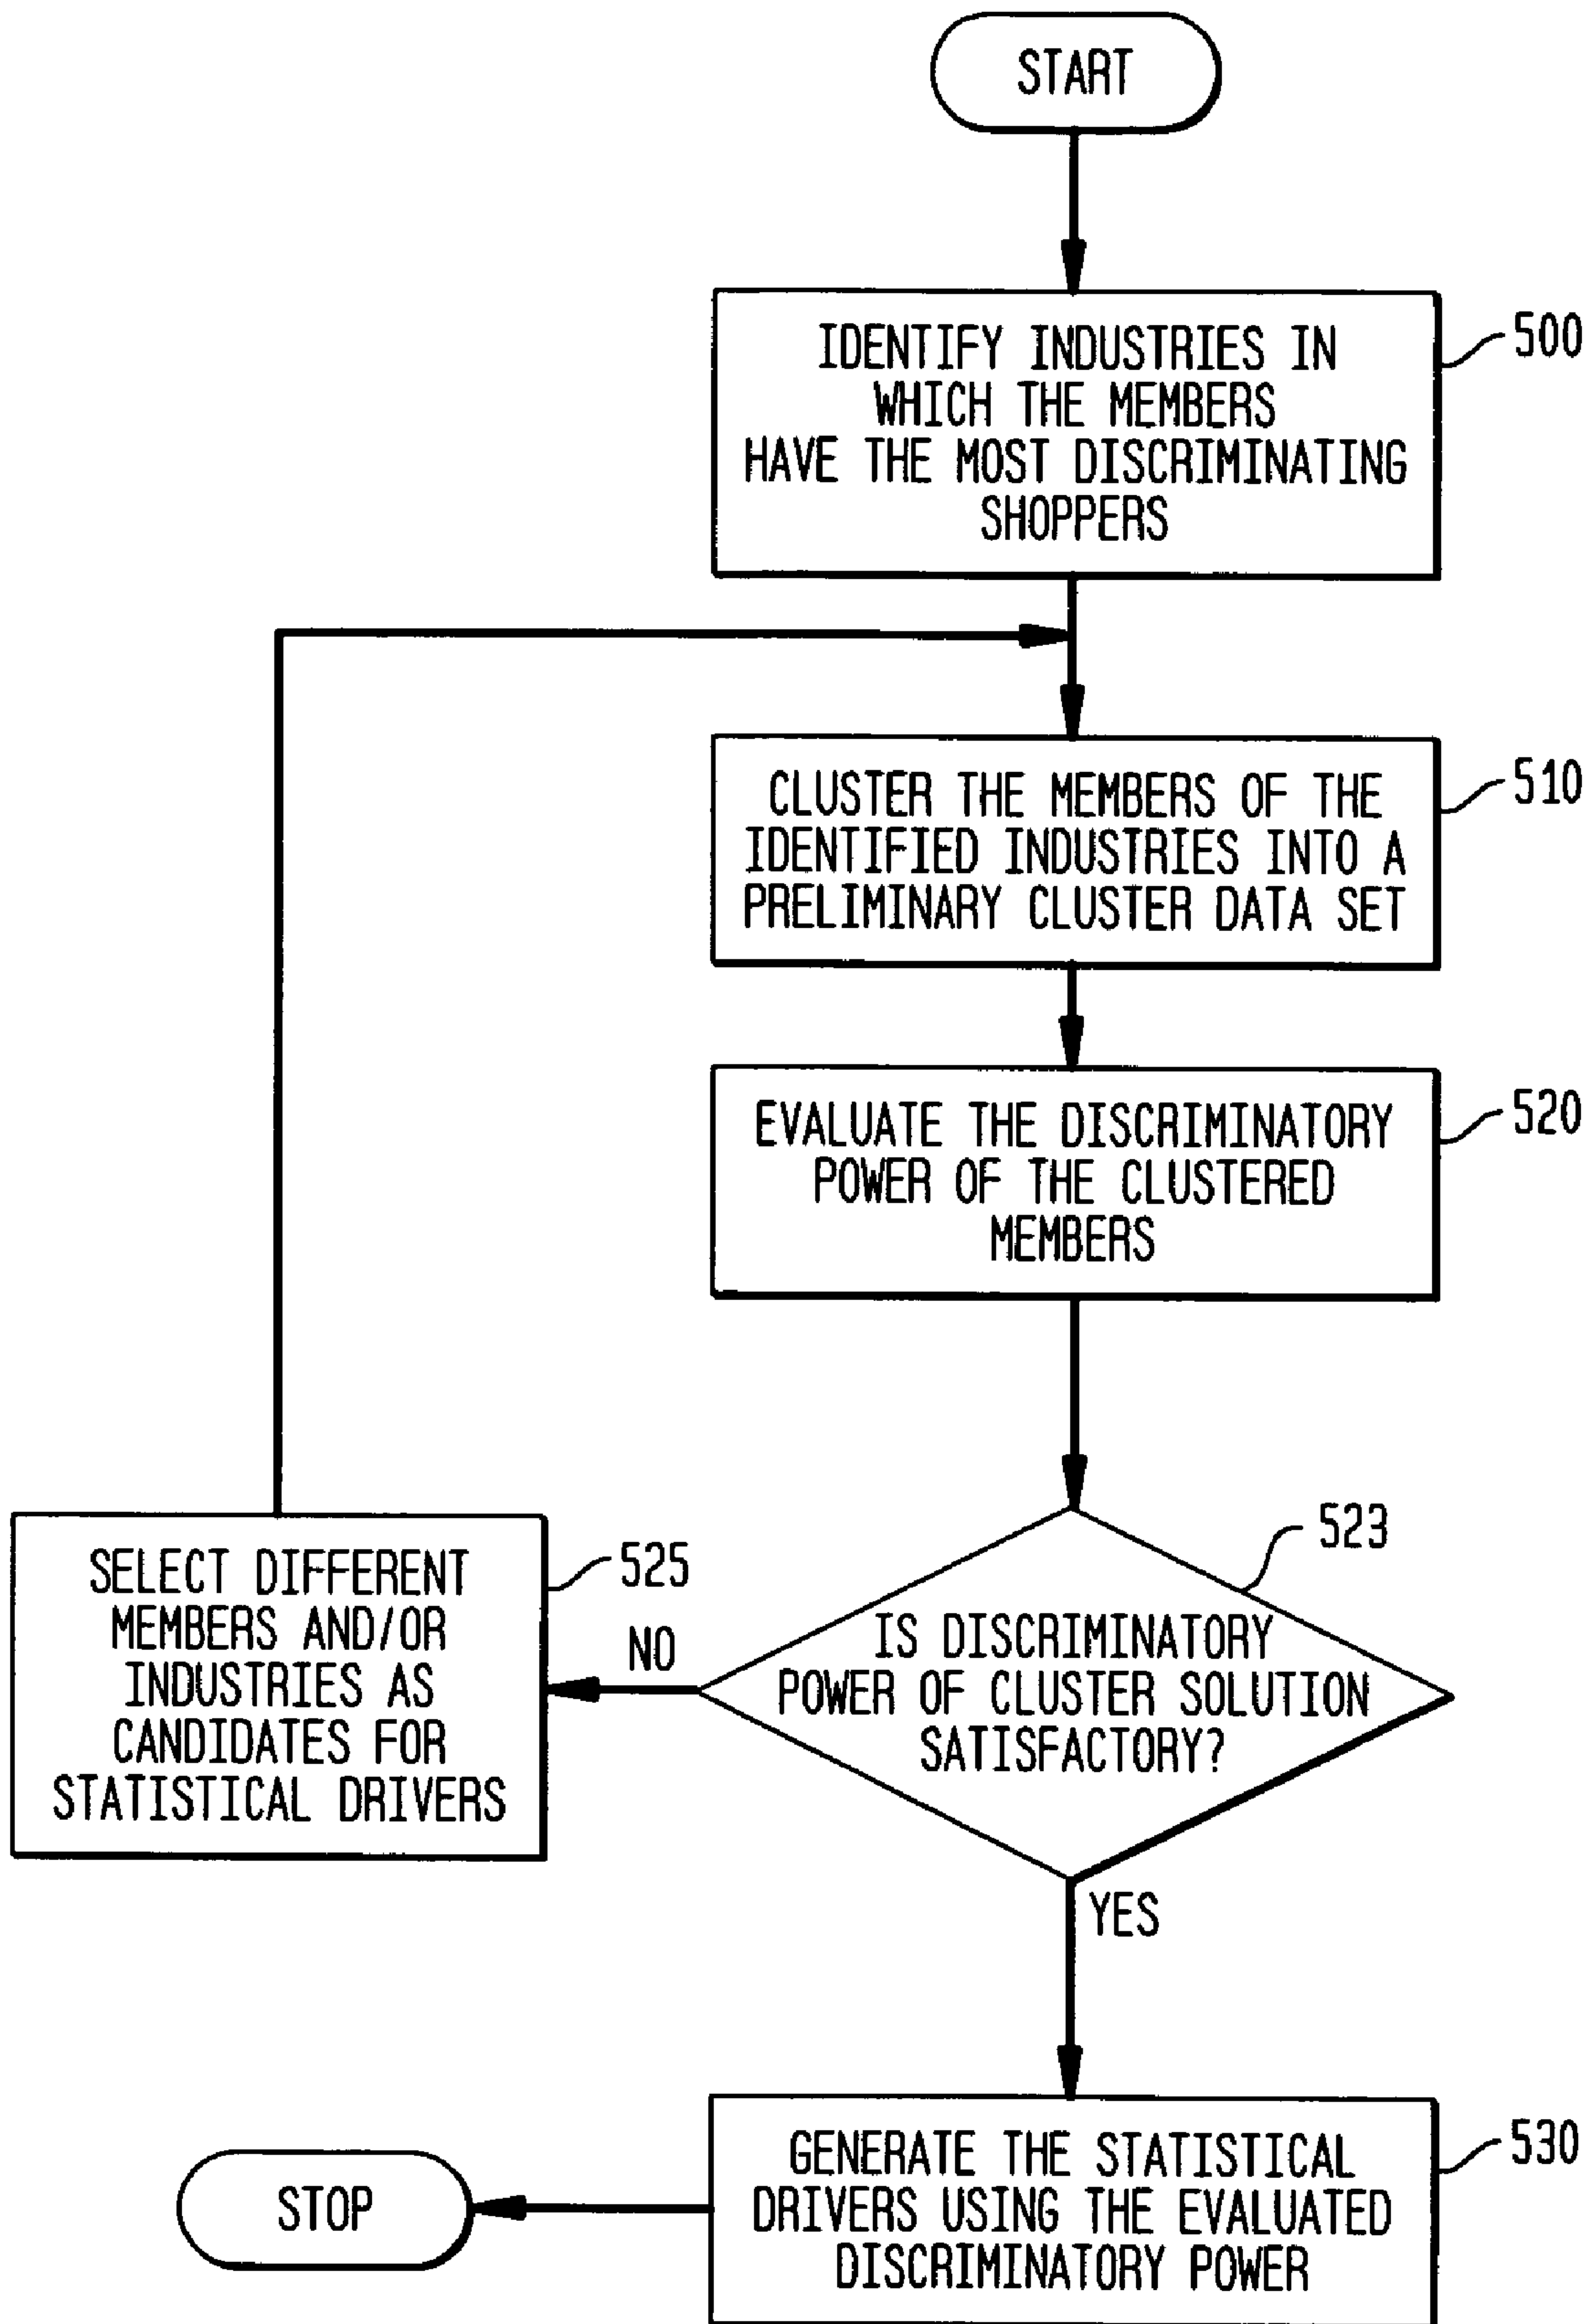 START
IDENTIFY INDUSTRIES IN
WHICH THE MEMBERS
HAVE THE MOST DISCRIMINATING
SHOPPERS
500
CLUSTER THE MEMBERS OF THE
IDENTIFIED INDUSTRIES INTO A
PRELIMINARY CLUSTER DATA SET
510
EVALUATE THE DISCRIMINATORY
POWER OF THE CLUSTERED
MEMBERS
520
IS DISCRIMINATORY
POWER OF CLUSTER SOLUTION
SATISFACTORY?
523
NO
SELECT DIFFERENT
MEMBERS AND/OR
INDUSTRIES AS
CANDIDATES FOR
STATISTICAL DRIVERS
525
YES
GENERATE THE STATISTICAL
DRIVERS USING THE EVALUATED
DISCRIMINATORY POWER
530
STOP